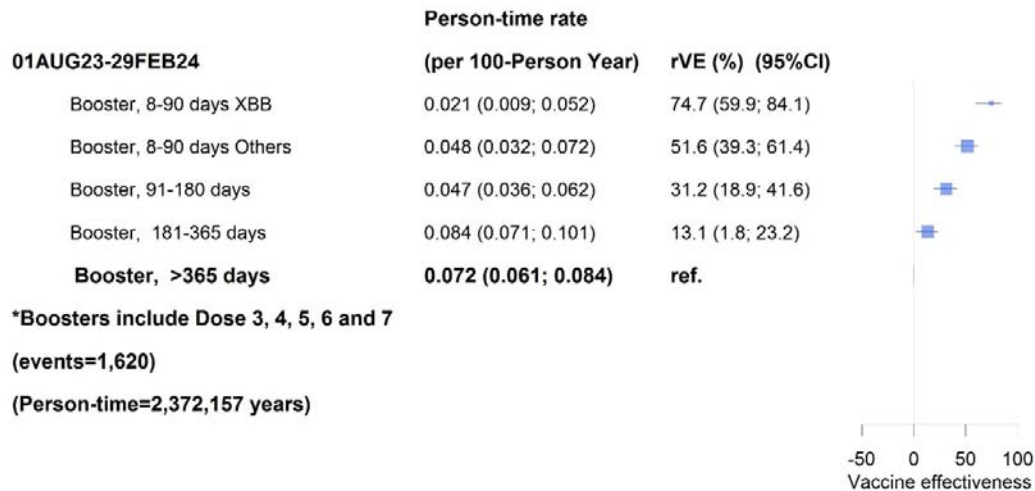 Person-time rate
01AUG23-29FEB24 (per 100-Person Year) rVE (%) (95%CI)
Booster, 8-90 days XBB 0.021 (0.009; 0.052) 74.7 (59.9; 84.1)
Booster, 8-90 days Others 0.048 (0.032; 0.072) 51.6 (39.3; 61.4)
Booster, 91-180 days 0.047 (0.036; 0.062) 31.2 (18.9; 41.6)
Booster, 181-365 days 0.084 (0.071; 0.101) 13.1 (1.8; 23.2)
Booster, >365 days 0.072 (0.061; 0.084) ref.
*Boosters include Dose 3, 4, 5, 6 and 7
(events=1,620)
(Person-time=2,372,157 years)
-50 0 50 100
Vaccine effectiveness